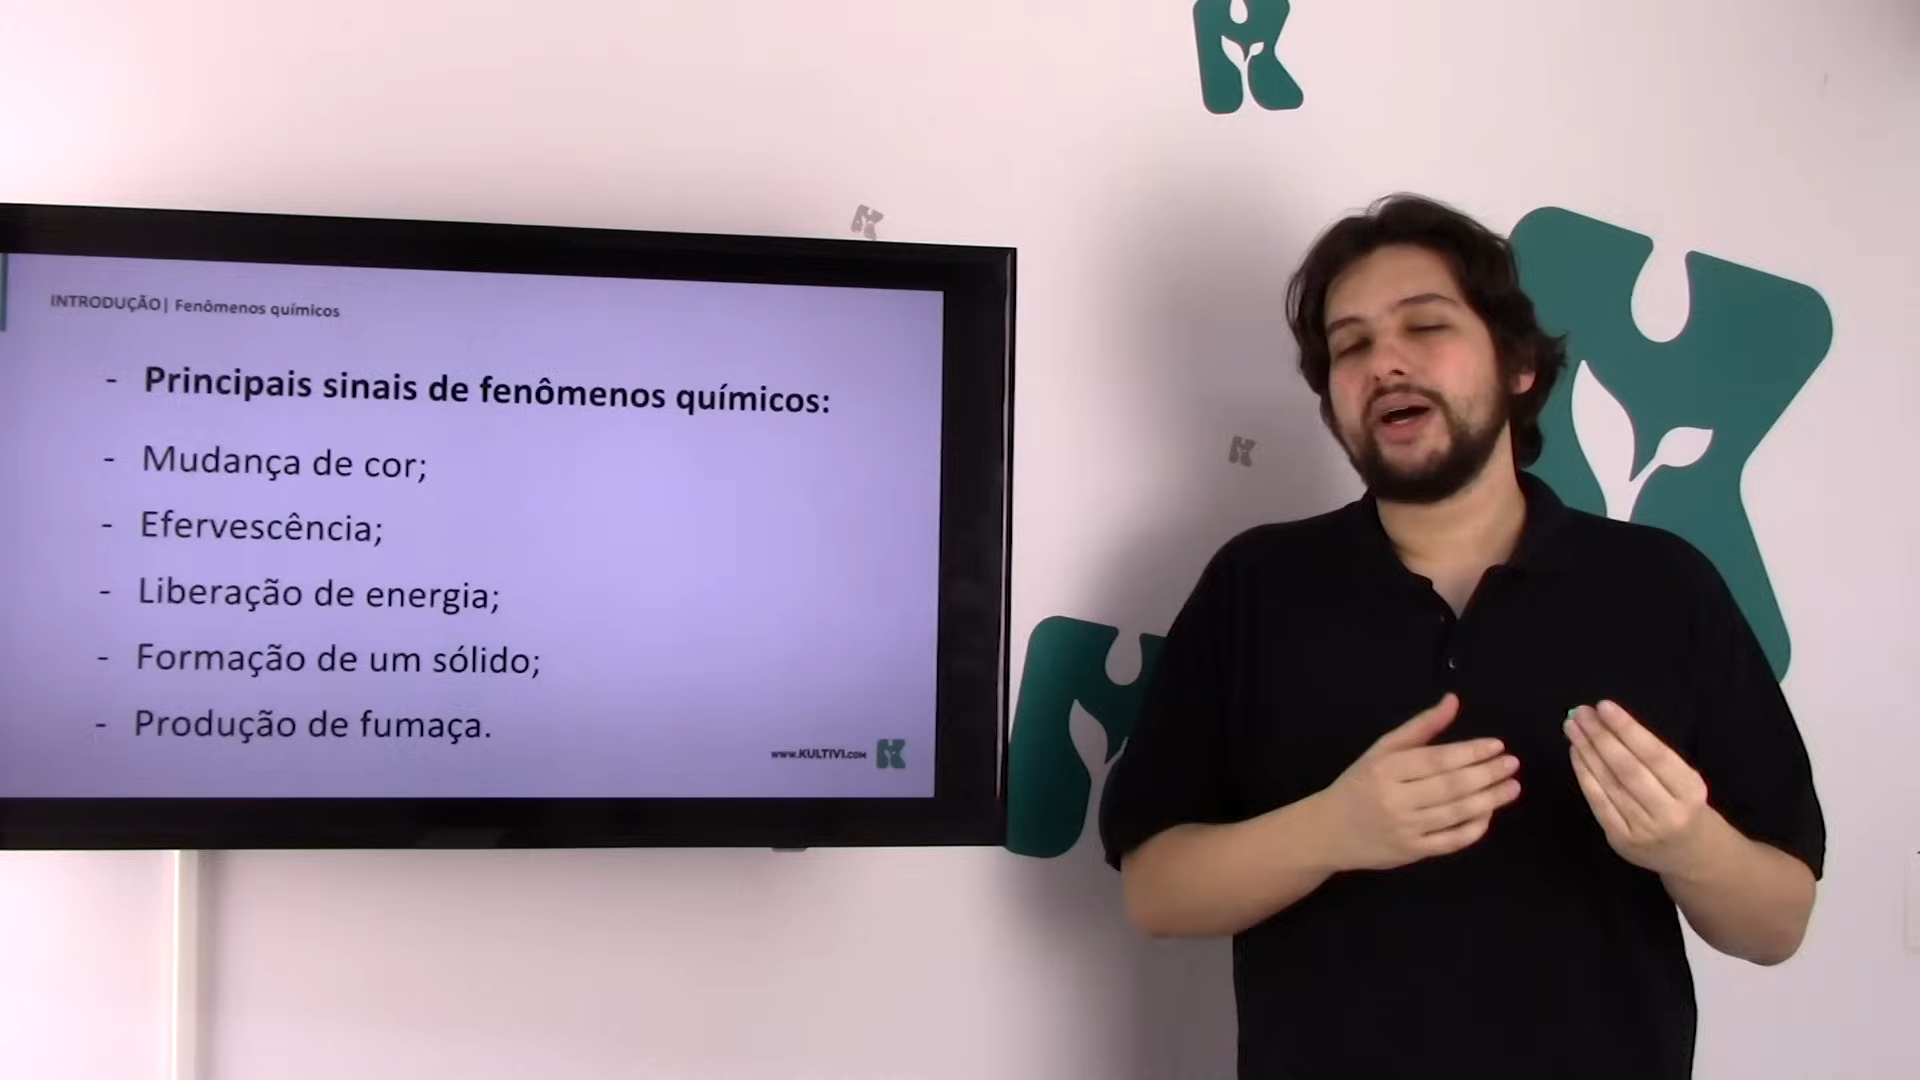 INTRODUÇÃO| Fenômenos químicos
- Principais sinais de fenômenos químicos:
- Mudança de cor;
- Efervescência;
- Liberação de energia;
- Formação de um sólido;
- Produção de fumaça.
www.KULTIVI.COM